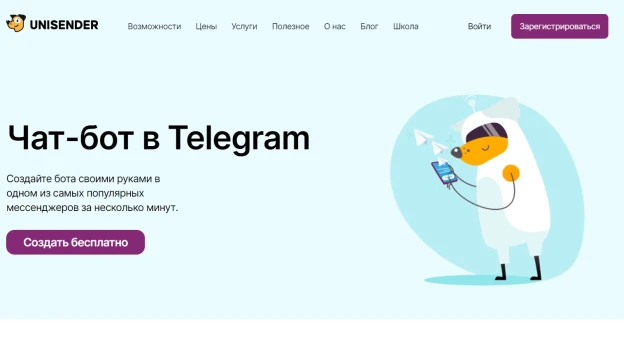 UNISENDER
Возможности Цены Услуги Полезное О нас Блог Школа Войти Зарегистрироваться
Чат-бот в Telegram
Создайте бота своими руками в
одном из самых популярных
мессенджеров за несколько минут.
Создать бесплатно